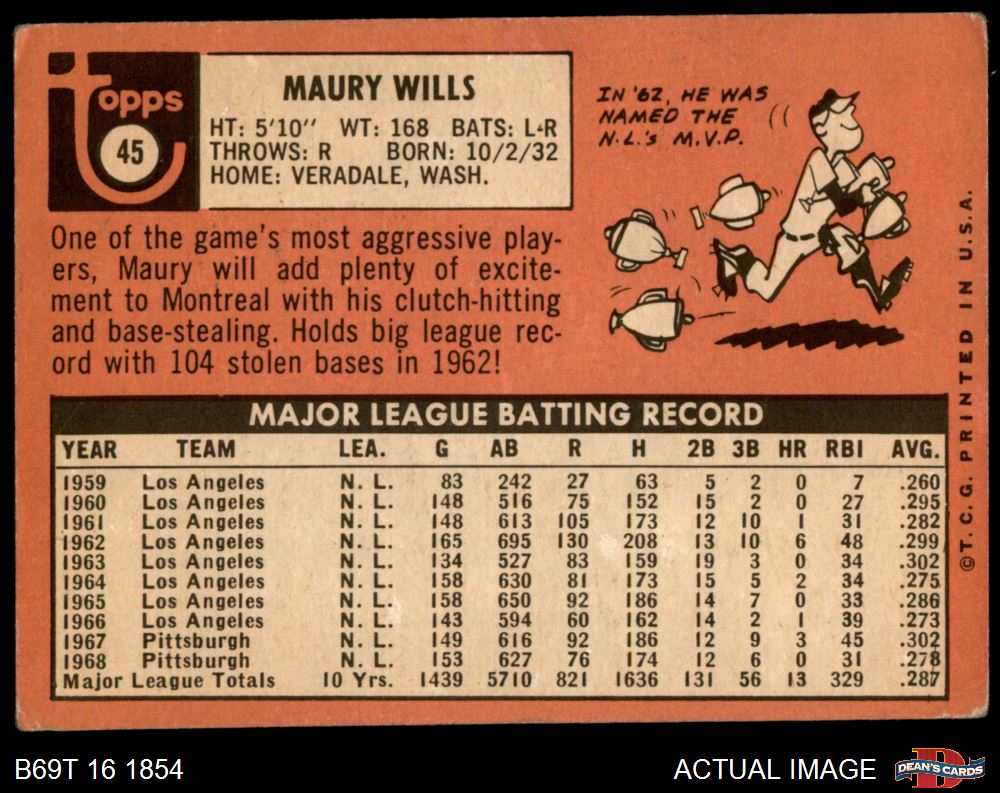 Topps
45
MAURY WILLS
HT: 5'10" WT: 168 BATS: L-R
THROWS: R BORN: 10/2/32
HOME: VERADALE, WASH.
IN '62, HE WAS
NAMED THE
N.L.'s M.V.P.
One of the game's most aggressive play-
ers, Maury will add plenty of excite-
ment to Montreal with his clutch-hitting
and base-stealing. Holds big league rec-
ord with 104 stolen bases in 1962!
MAJOR LEAGUE BATTING RECORD
YEAR TEAM LEA. G AB R H 2B 3B HR RBI AVG.
1959 Los Angeles N. L. 83 242 27 63 5 2 0 7 .260
1960 Los Angeles N. L. 148 516 75 152 15 2 0 27 .295
1961 Los Angeles N. L. 148 613 105 173 12 10 1 31 .282
1962 Los Angeles N. L. 165 695 130 208 13 10 6 48 .299
1963 Los Angeles N. L. 134 527 83 159 19 3 0 34 .302
1964 Los Angeles N. L. 158 630 81 173 15 5 2 34 .275
1965 Los Angeles N. L. 158 650 92 186 14 7 0 33 .286
1966 Los Angeles N. L. 143 594 60 162 14 2 1 39 .273
1967 Pittsburgh N. L. 149 616 92 186 12 9 3 45 .302
1968 Pittsburgh N. L. 153 627 76 174 12 6 0 31 .278
Major League Totals 10 Yrs. 1439 5710 821 1636 131 56 13 329 .287
©T.C.G. PRINTED IN U.S.A.
B69T 16 1854
ACTUAL IMAGE
DEAN'S CARDS